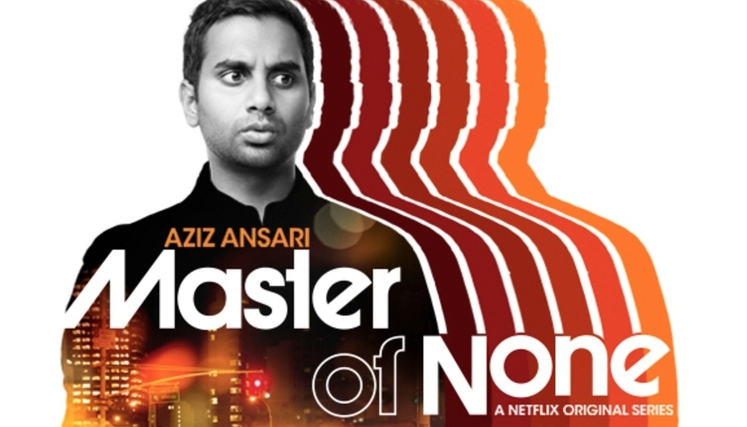 AZIZ ANSARI
Master
of None
A NETFLIX ORIGINAL SERIES